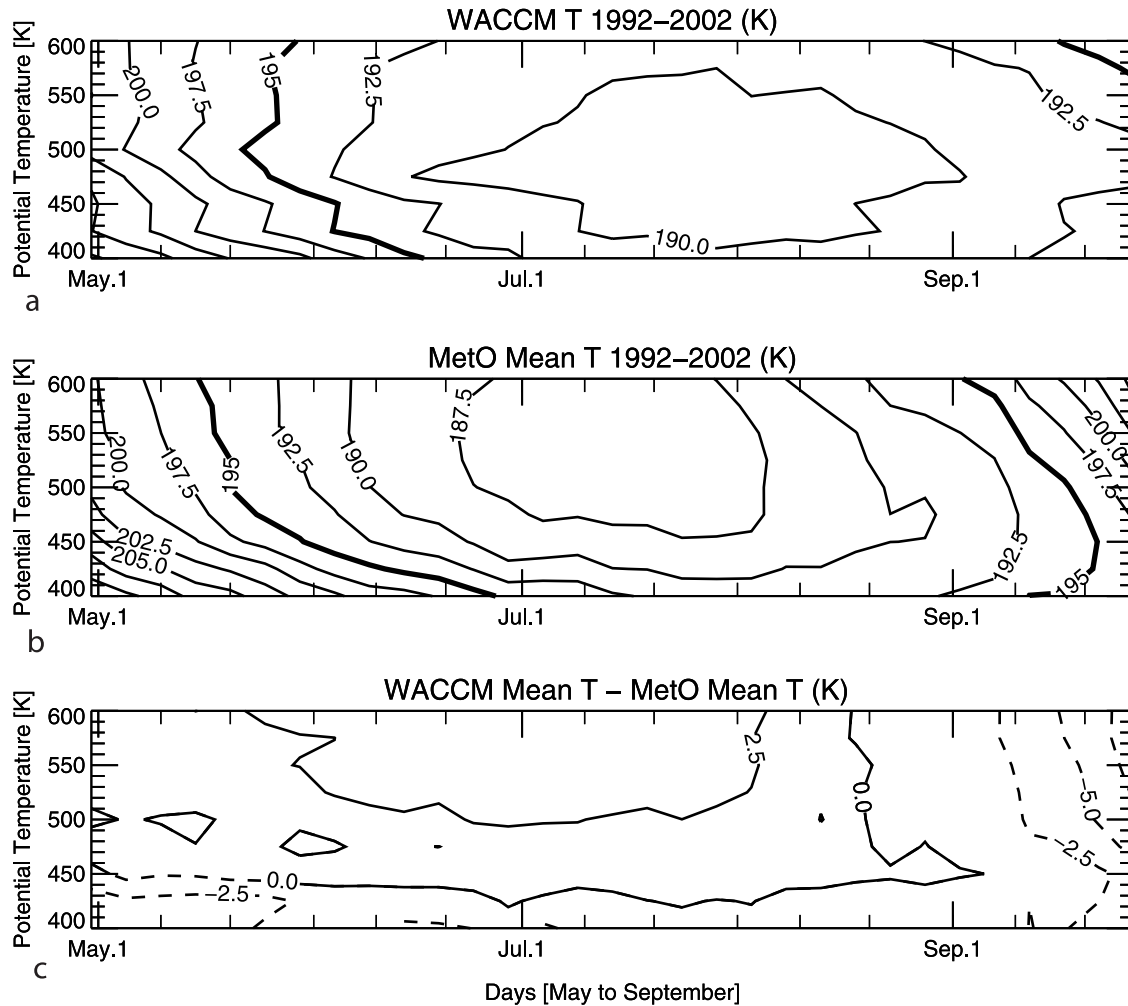 WACCM T 1992–2002 (K)
Potential Temperature [K]
600
550
500
450
400
200.0
197.5
195
192.5
192.5
190.0
May.1
Jul.1
Sep.1
a
MetO Mean T 1992–2002 (K)
Potential Temperature [K]
600
550
500
450
400
200.0
197.5
195
192.5
190.0
187.5
200.0
197.5
202.5
205.0
192.5
195
May.1
Jul.1
Sep.1
b
WACCM Mean T – MetO Mean T (K)
Potential Temperature [K]
600
550
500
450
400
2.5
0.0
−5.0
−2.5
0.0
−2.5
May.1
Jul.1
Sep.1
c
Days [May to September]